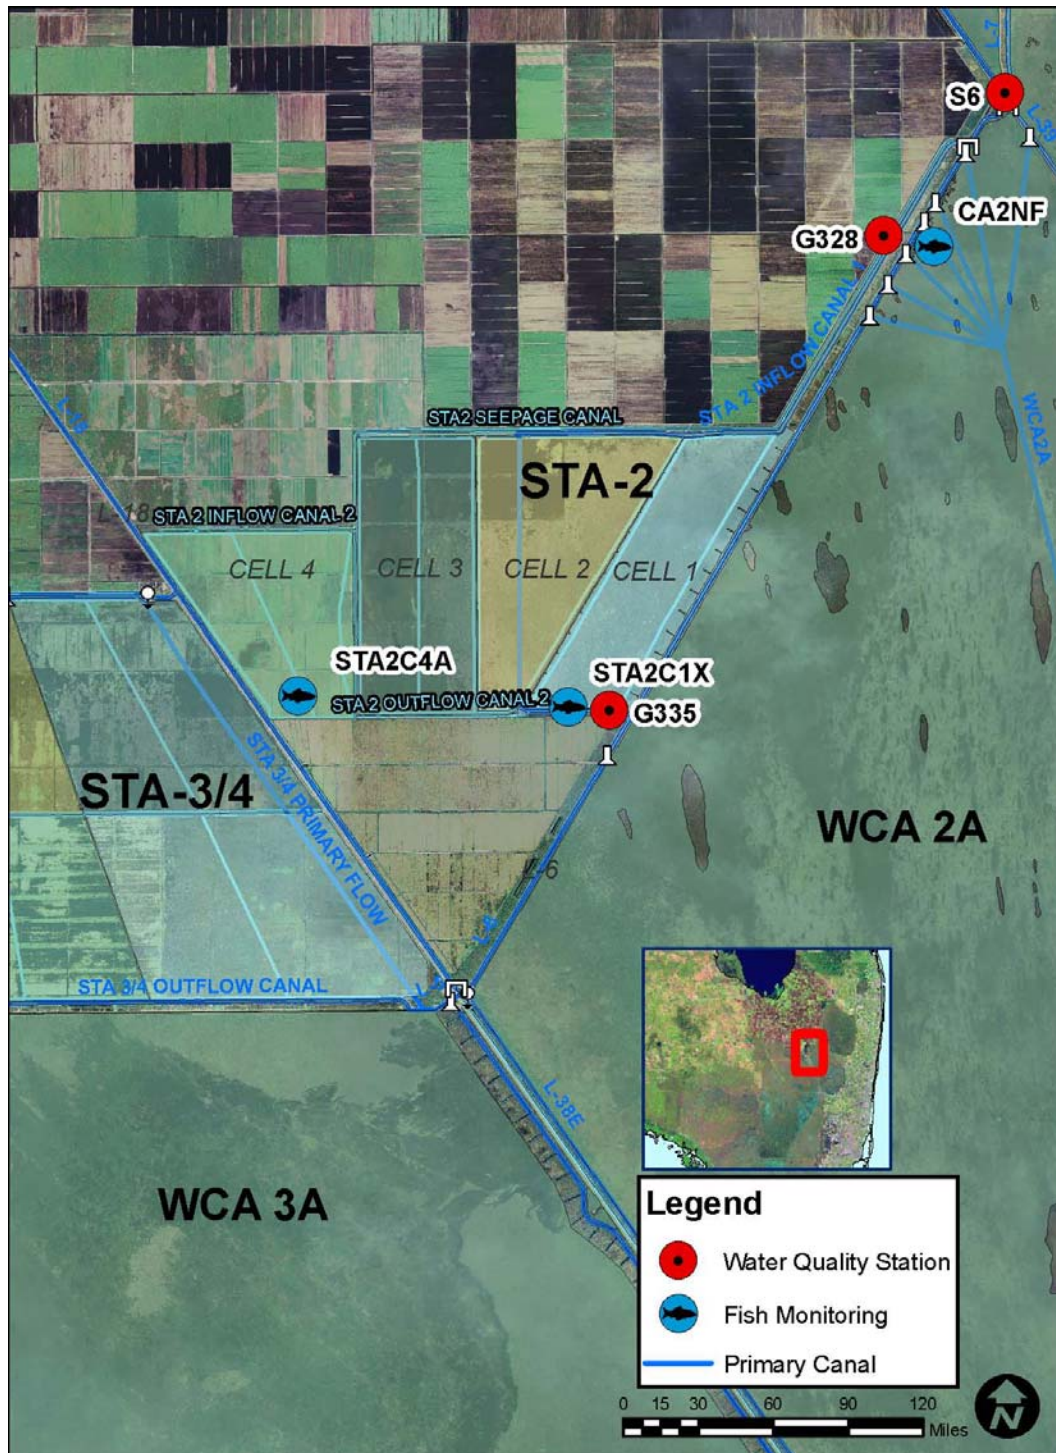 L-7
S6
L-39
CA2NF
G328
STA 2 INFLOW CANAL
WCA2A
STA2 SEEPAGE CANAL
STA-2
L-18
STA 2 INFLOW CANAL 2
CELL 4
CELL 3
CELL 2
CELL 1
STA2C4A
STA2C1X
STA 2 OUTFLOW CANAL 2
G335
STA 3/4 PRIMARY FLOW
STA-3/4
WCA 2A
L-6
L-6
STA 3/4 OUTFLOW CANAL
L-38E
WCA 3A
Legend
Water Quality Station
Fish Monitoring
Primary Canal
0 15 30 60 90 120
Miles
N